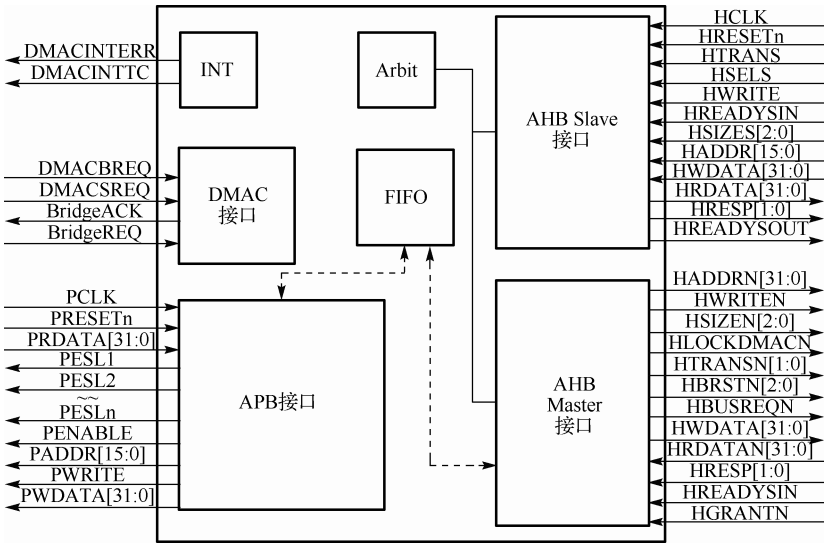 DMACINTERR
DMACINTTC
INT
Arbit
DMACBREQ
DMACSREQ
BridgeACK
BridgeREQ
DMAC
接口
FIFO
PCLK
PRESETn
PRDATA[31:0]
PESL1
PESL2
~~
PESLn
PENABLE
PADDR[15:0]
PWRITE
PWDATA[31:0]
APB接口
AHB Slave
接口
HCLK
HRESETn
HTRANS
HSELS
HWRITE
HREADYSIN
HSIZES[2:0]
HADDR[15:0]
HWDATA[31:0]
HRDATA[31:0]
HRESP[1:0]
HREADYSOUT
AHB
Master
接口
HADDRN[31:0]
HWRITEN
HSIZEN[2:0]
HLOCKDMACN
HTRANSN[1:0]
HBRSTN[2:0]
HBUSREQN
HWDATA[31:0]
HRDATAN[31:0]
HRESP[1:0]
HREADYSIN
HGRANTN